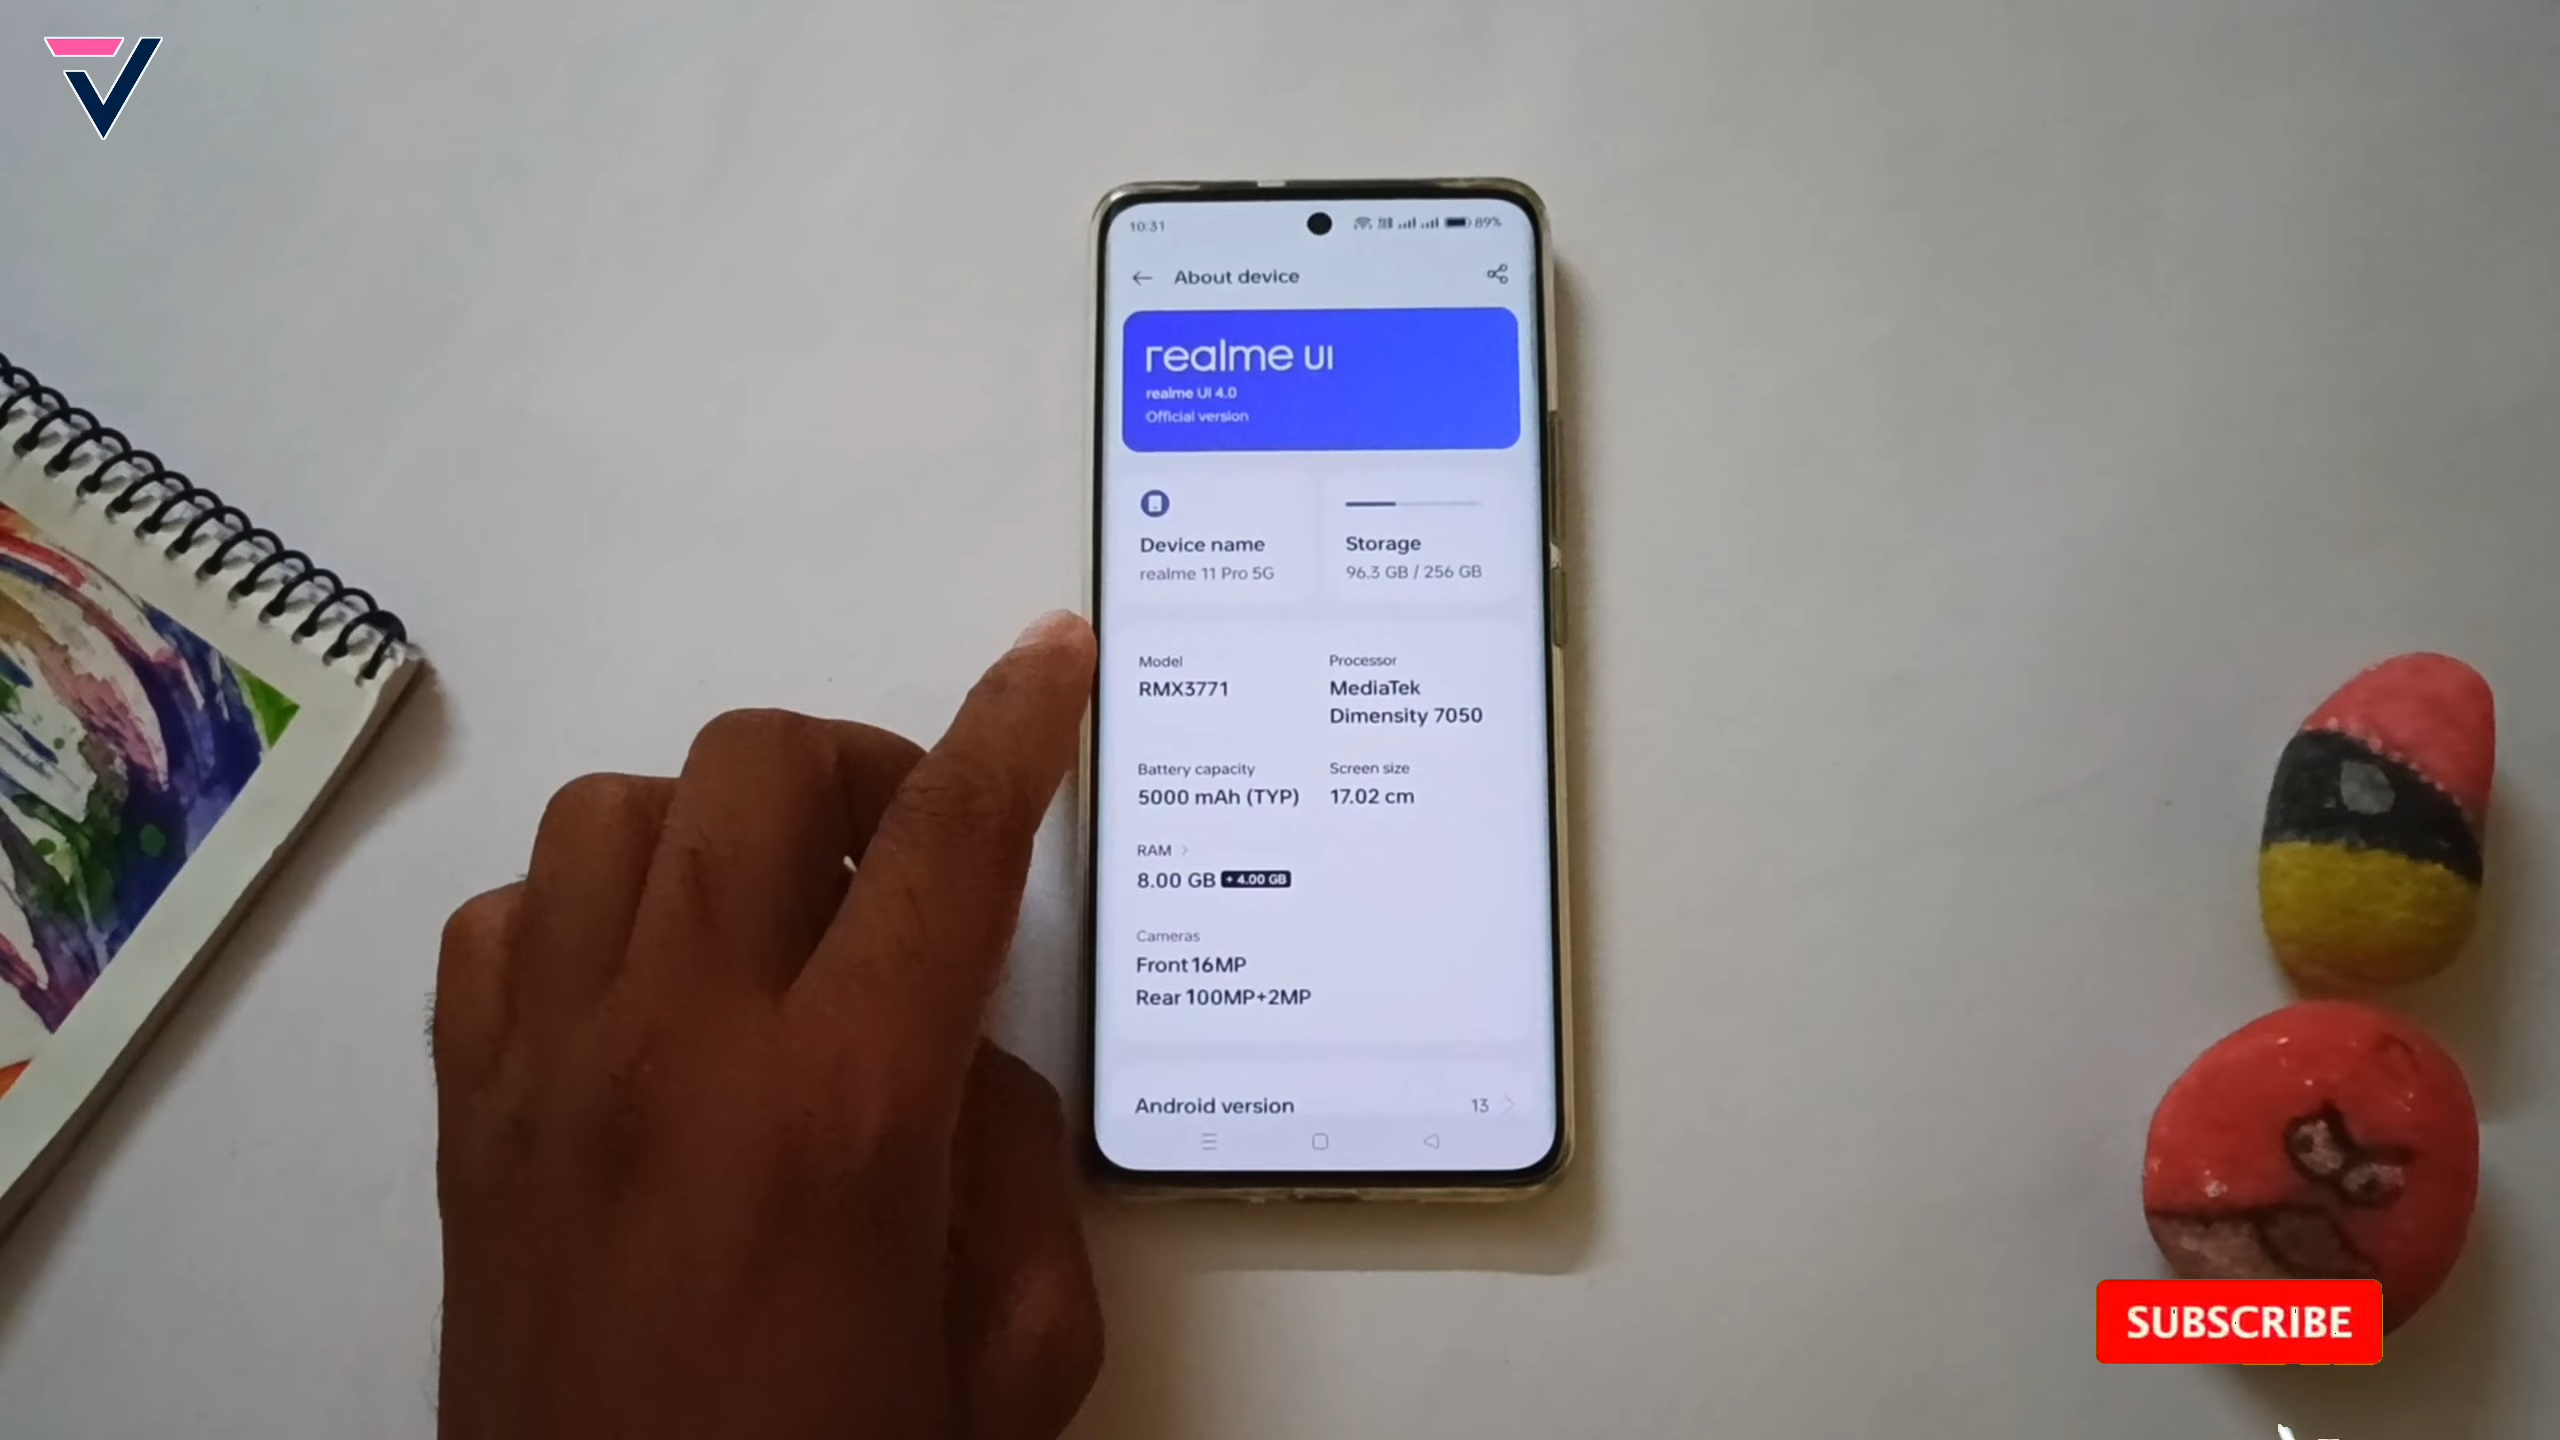 10:31
89%
About device
realme UI
realme UI 4.0
Official version
Device name
realme 11 Pro 5G
Storage
96.3 GB / 256 GB
Model
RMX3771
Processor
MediaTek
Dimensity 7050
Battery capacity
5000 mAh (TYP)
Screen size
17.02 cm
RAM
8.00 GB + 4.00 GB
Cameras
Front 16MP
Rear 100MP+2MP
Android version 13
SUBSCRIBE